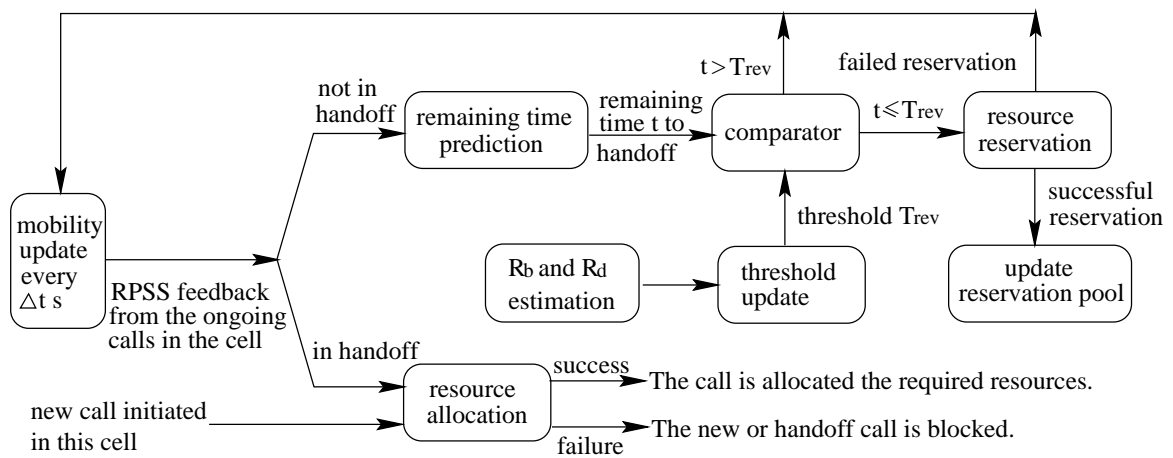 t > Trev
failed reservation
not in
handoff
remaining time
prediction
remaining
time t to
handoff
comparator
t ⩽ Trev
resource
reservation
mobility
update
every
△t s
RPSS feedback
from the ongoing
calls in the cell
threshold Trev
successful
reservation
Rb and Rd
estimation
threshold
update
update
reservation pool
in handoff
resource
allocation
success
The call is allocated the required resources.
new call initiated
in this cell
failure
The new or handoff call is blocked.